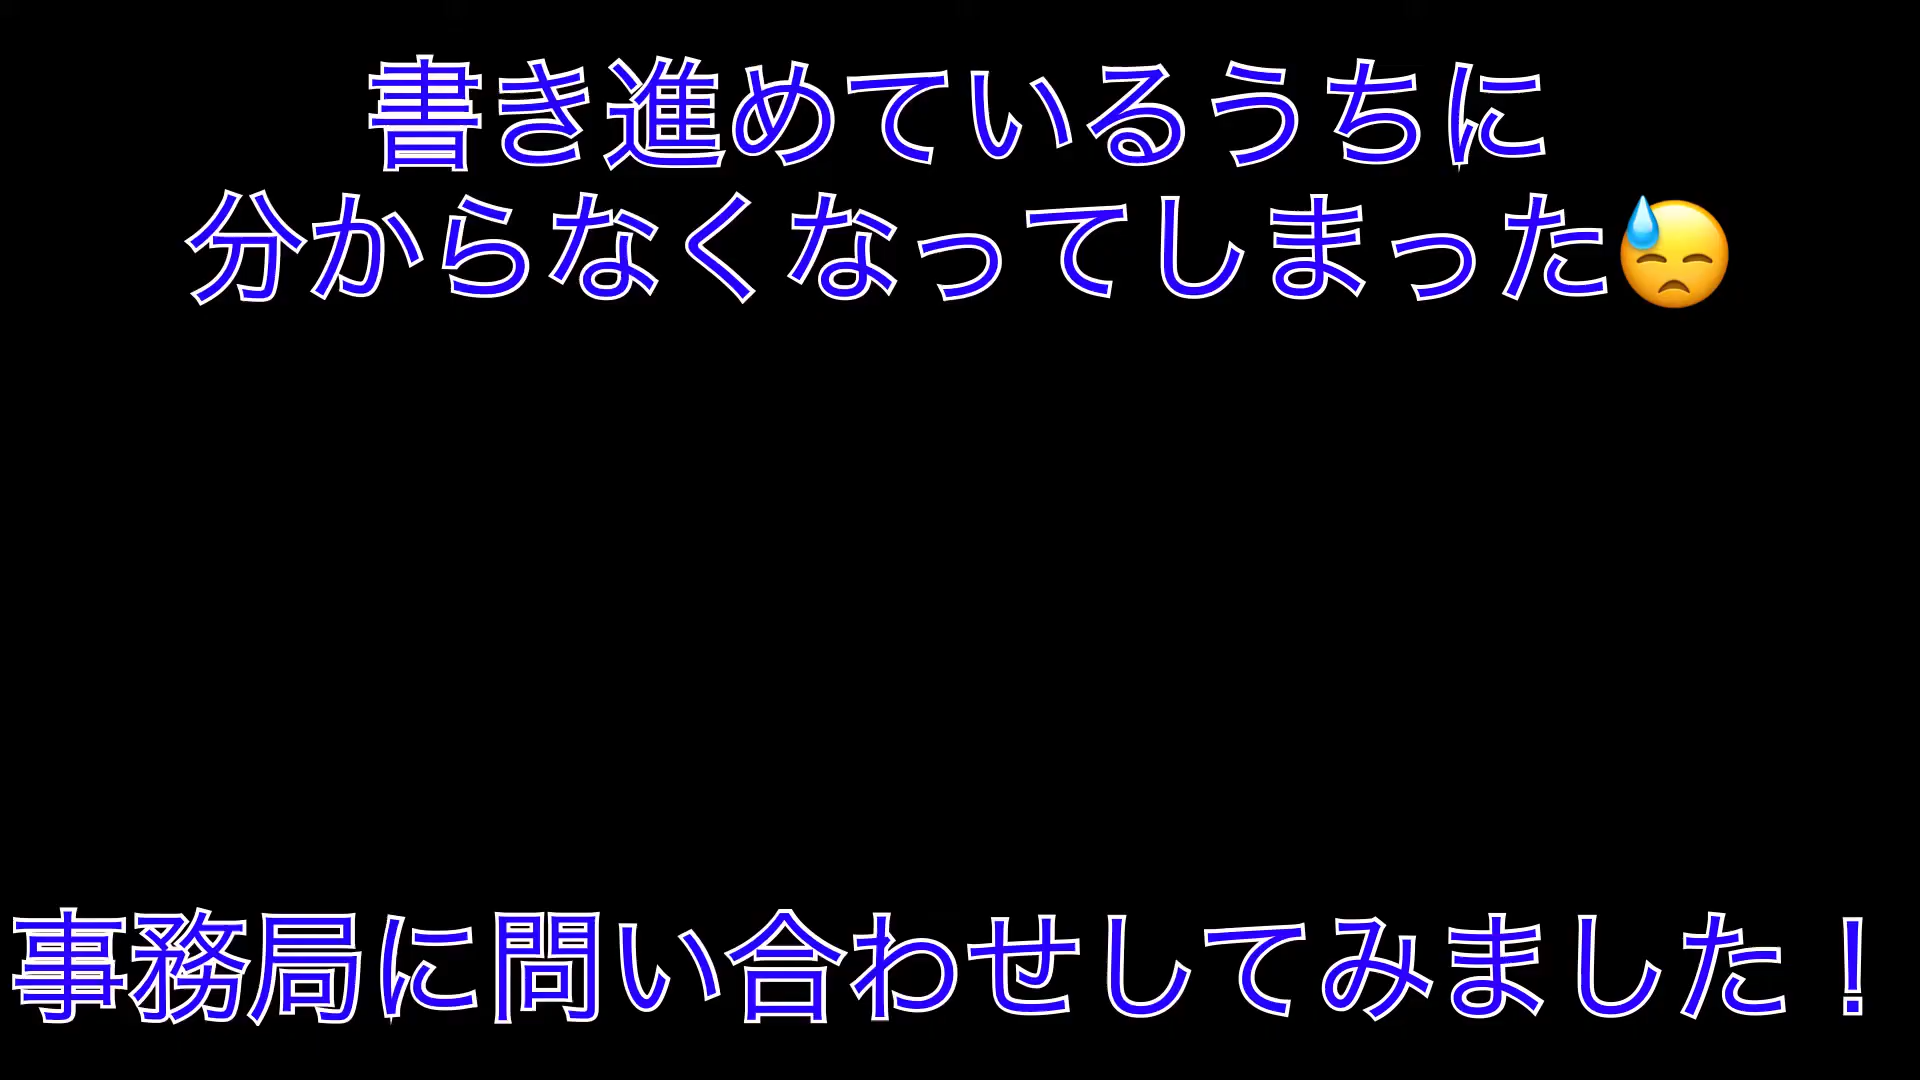 書き進めているうちに
分からなくなってしまった😓
事務局に問い合わせしてみました！